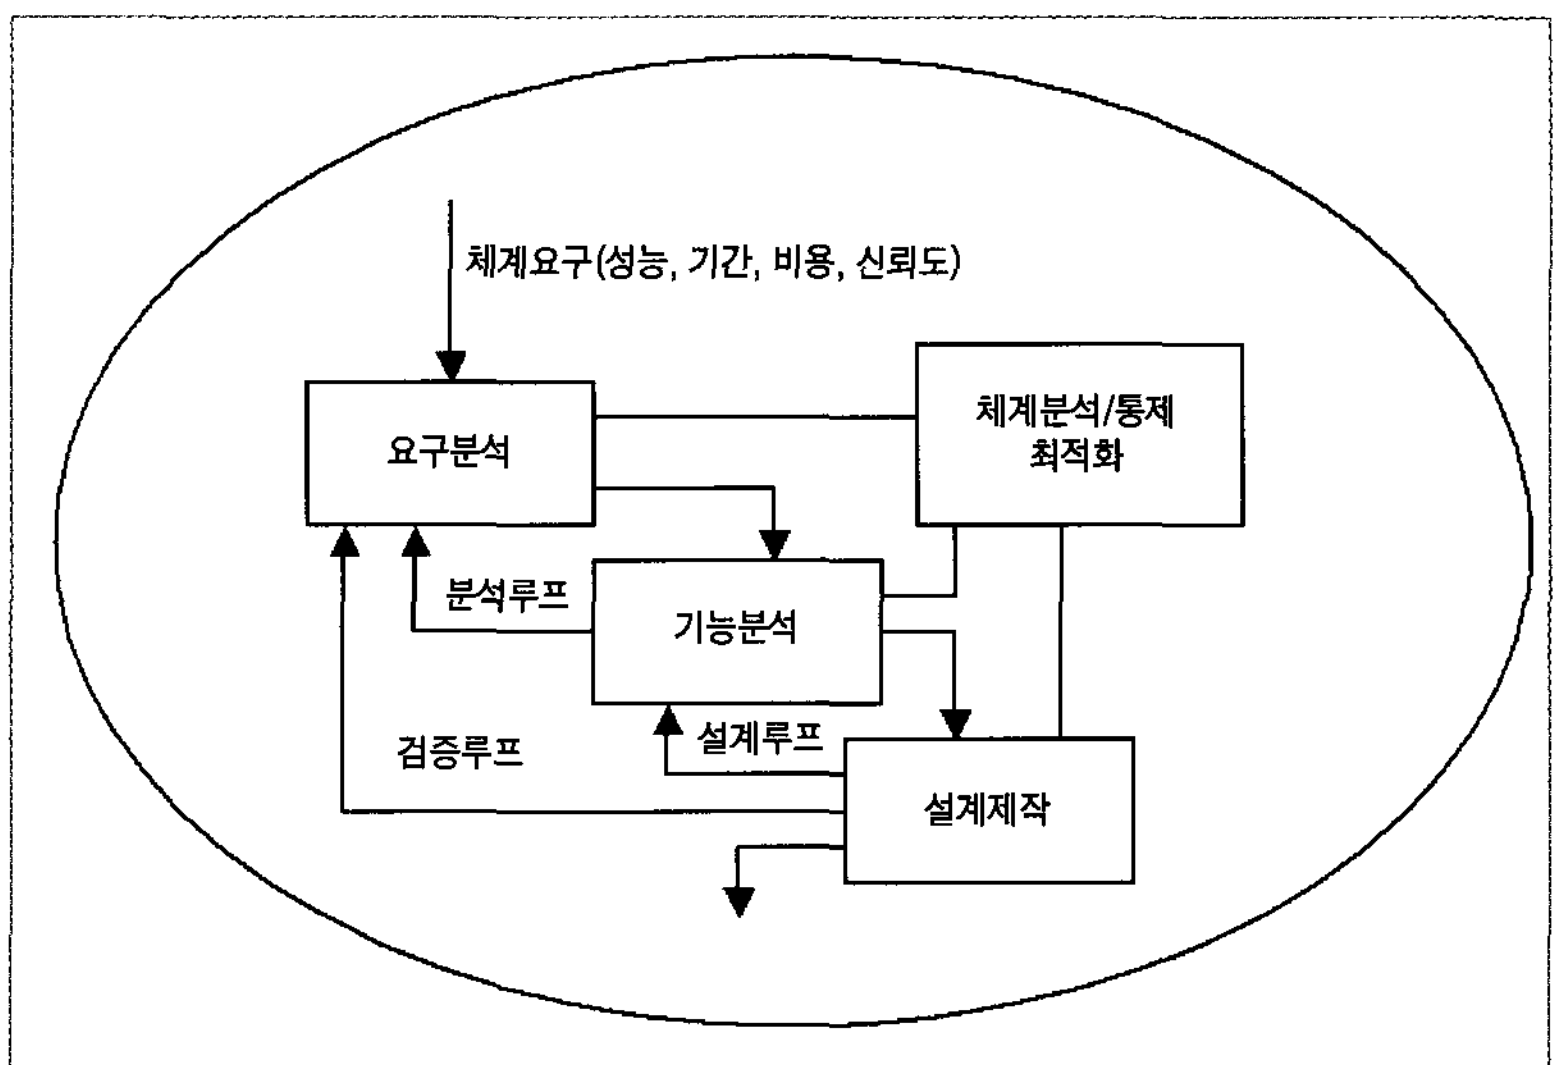 체계요구(성능, 기간, 비용, 신뢰도)
체계분석/통제
최적화
요구분석
분석루프
기능분석
설계루프
검증루프
설계제작